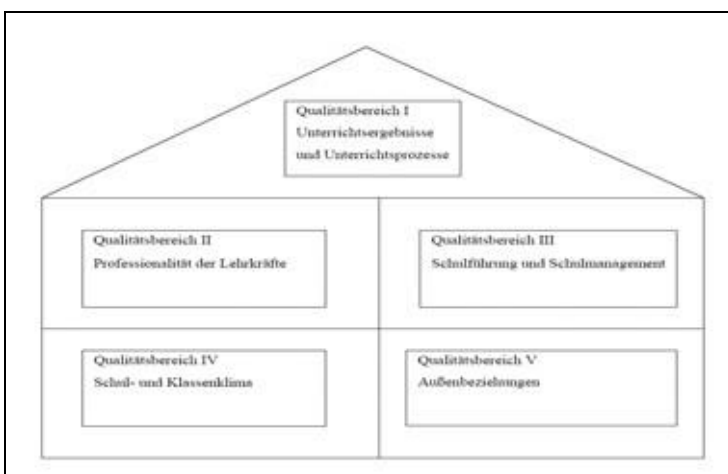 Qualitätsbereich I
Unterrichtsergebnisse
und Unterrichtsprozesse
Qualitätsbereich II
Professionalität der Lehrkräfte
Qualitätsbereich III
Schulführung und Schulmanagement
Qualitätsbereich IV
Schul- und Klassenklima
Qualitätsbereich V
Außenbeziehungen